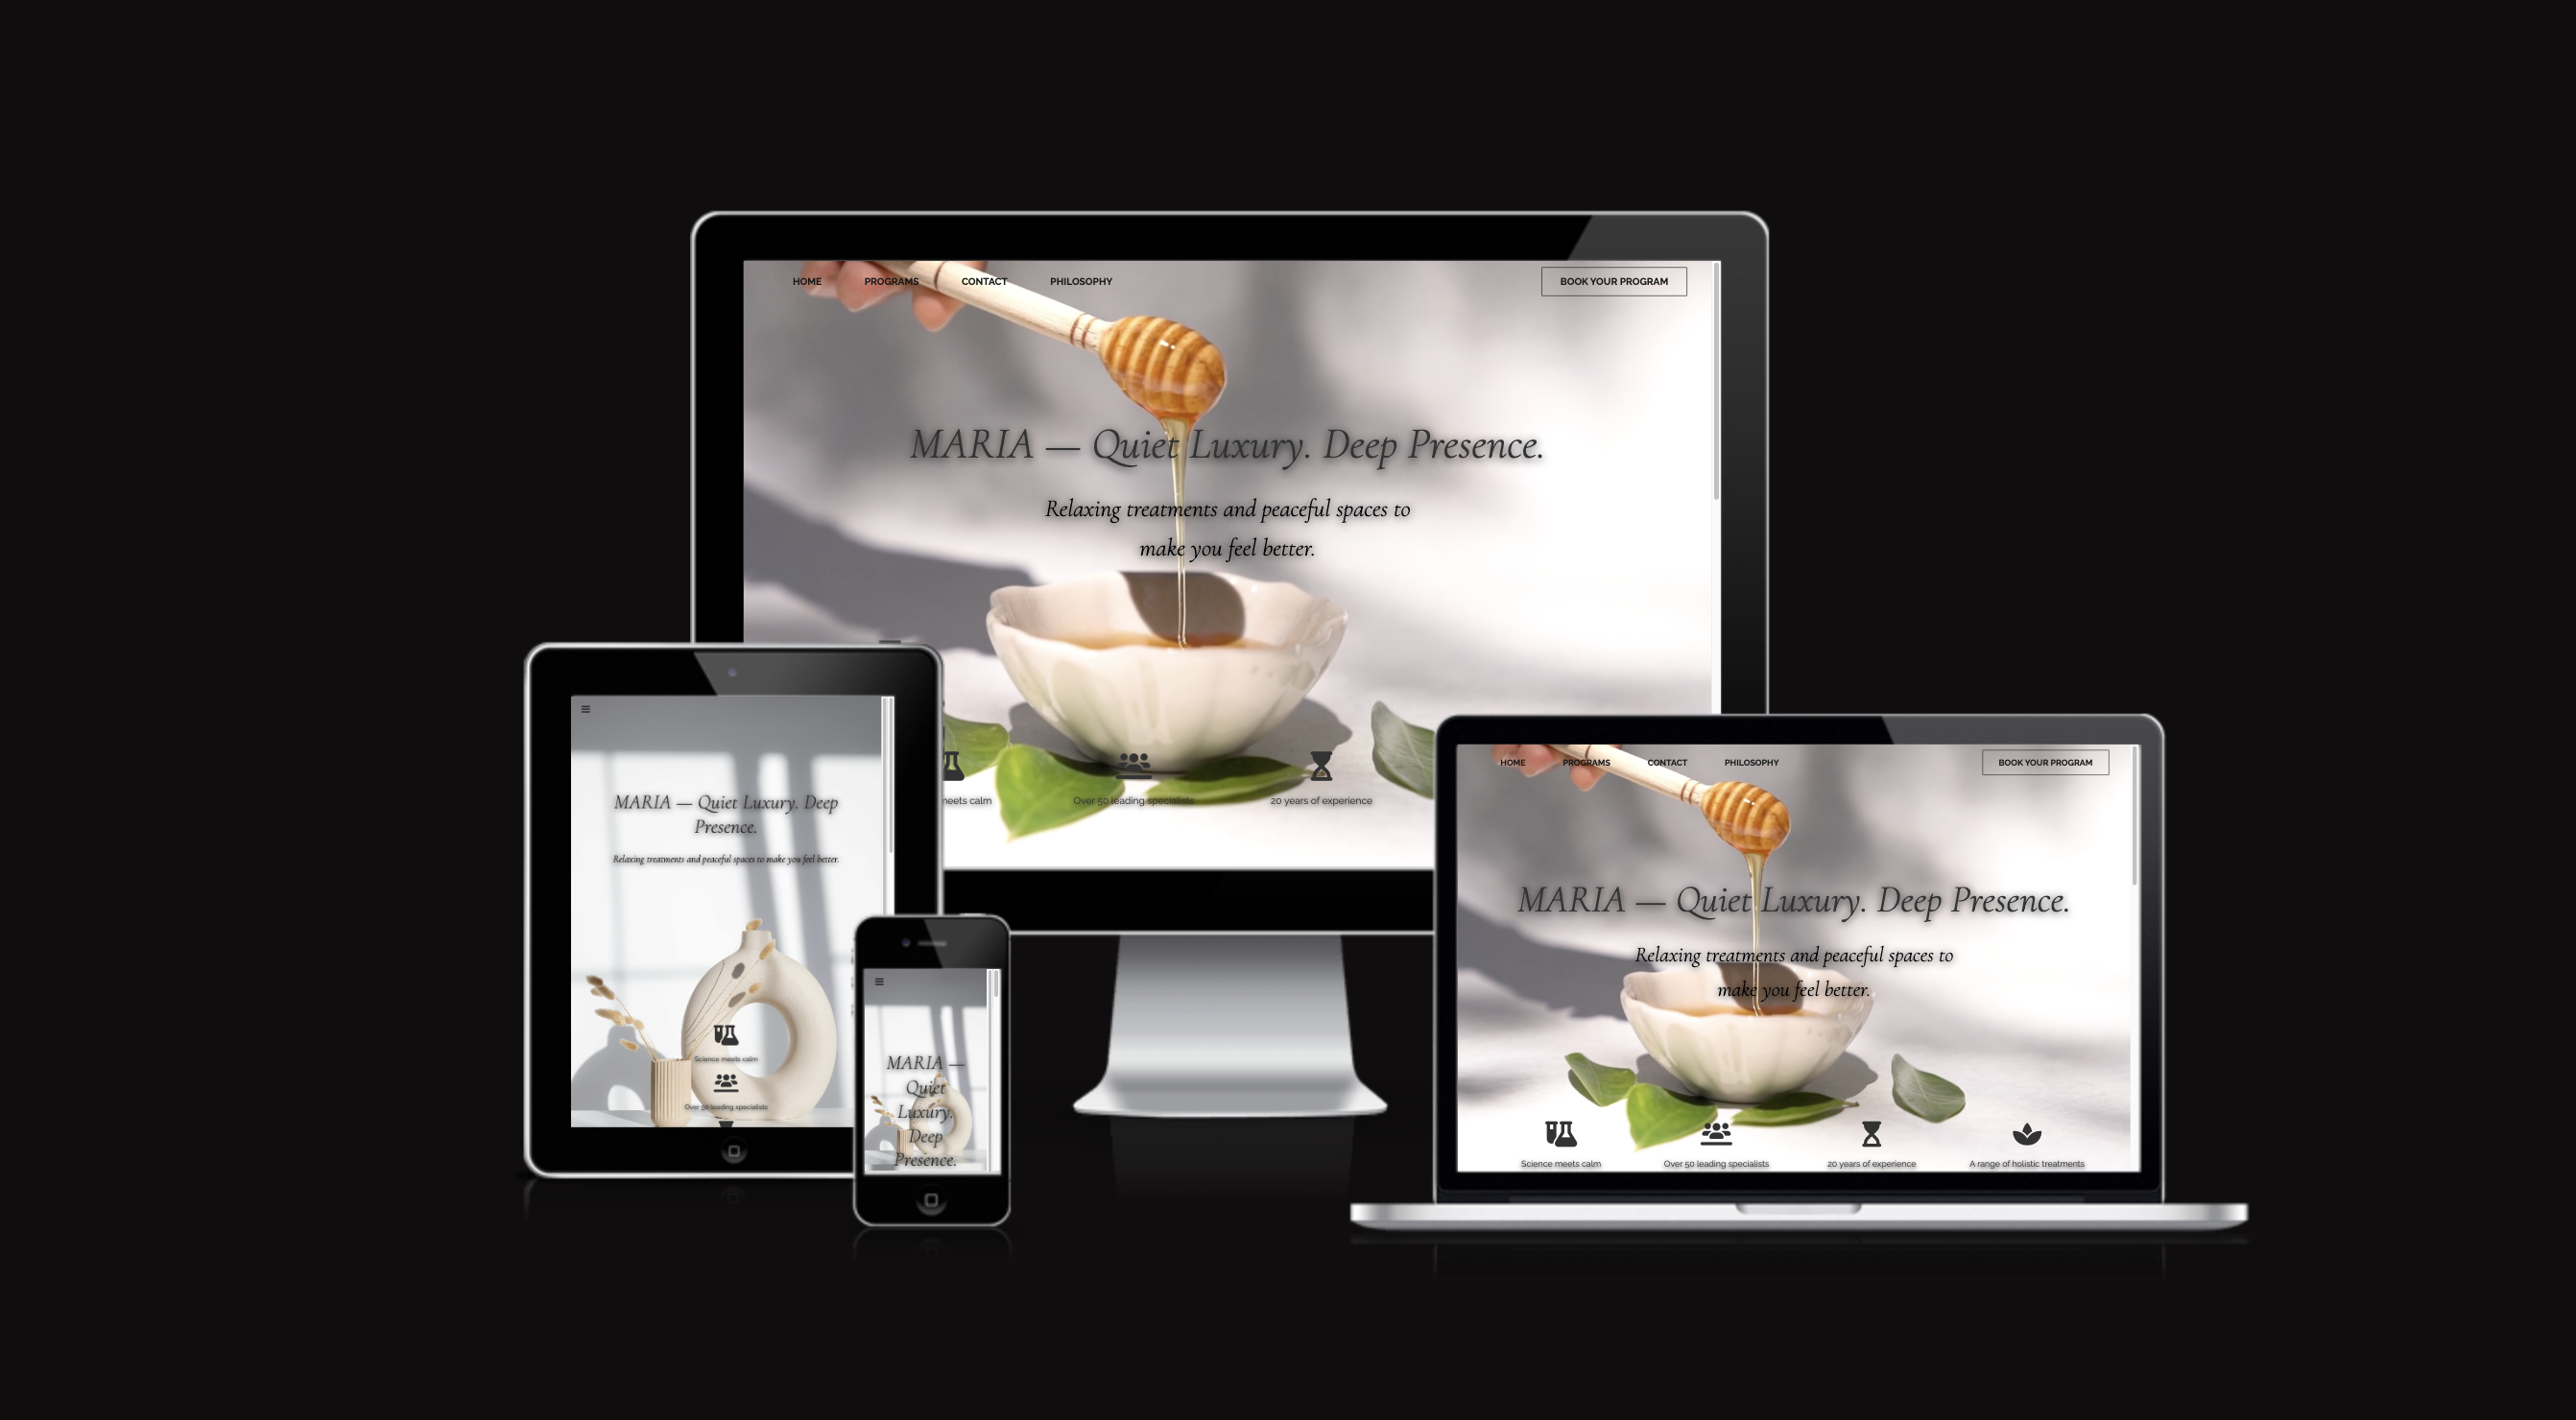 HOME PROGRAMS CONTACT PHILOSOPHY BOOK YOUR PROGRAM
MARIA — Quiet Luxury. Deep Presence.
Relaxing treatments and peaceful spaces to
make you feel better.
meets calm Over 50 leading specialists 20 years of experience
MARIA — Quiet Luxury. Deep
Presence.
Relaxing treatments and peaceful spaces to make you feel better.
Science meets calm
Over 50 leading specialists
MARIA —
Quiet
Luxury.
Deep
Presence.
HOME PROGRAMS CONTACT PHILOSOPHY BOOK YOUR PROGRAM
MARIA — Quiet Luxury. Deep Presence.
Relaxing treatments and peaceful spaces to
make you feel better.
Science meets calm Over 50 leading specialists 20 years of experience A range of holistic treatments